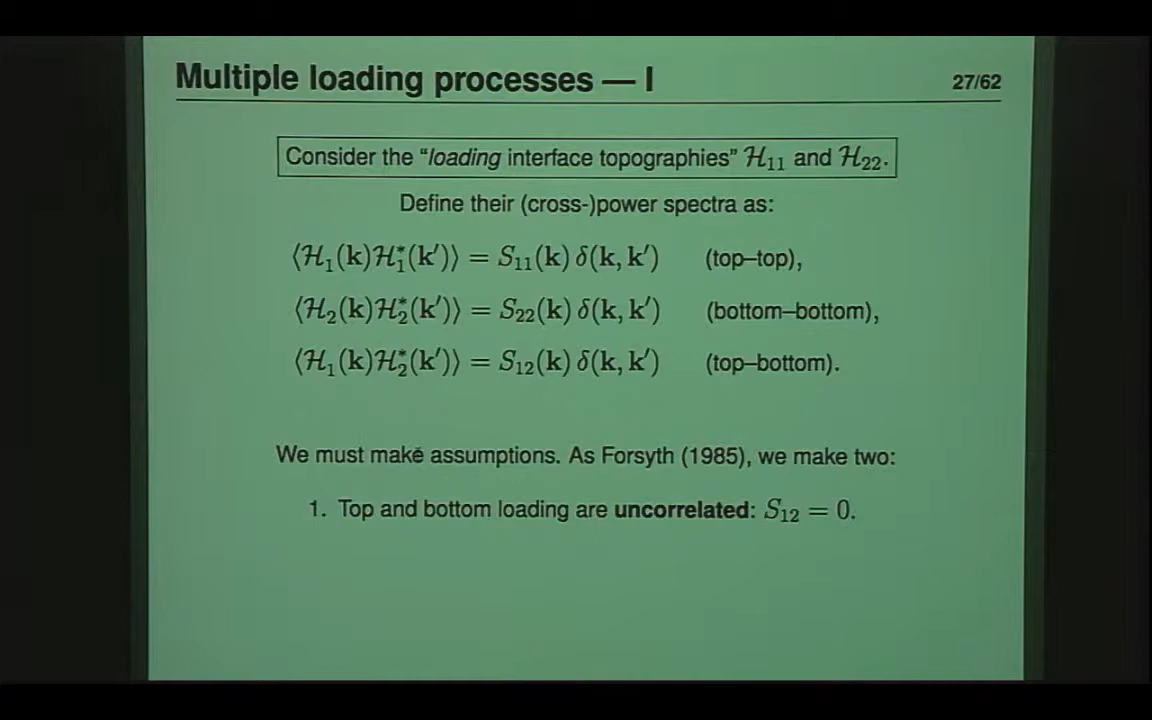 Multiple loading processes — I
27/62
Consider the "loading interface topographies" ℋ₁₁ and ℋ₂₂.
Define their (cross-)power spectra as:
⟨ℋ₁(k)ℋ₁*(k′)⟩ = S₁₁(k) δ(k, k′) (top–top),
⟨ℋ₂(k)ℋ₂*(k′)⟩ = S₂₂(k) δ(k, k′) (bottom–bottom),
⟨ℋ₁(k)ℋ₂*(k′)⟩ = S₁₂(k) δ(k, k′) (top–bottom).
We must make assumptions. As Forsyth (1985), we make two:
1. Top and bottom loading are uncorrelated: S₁₂ = 0.